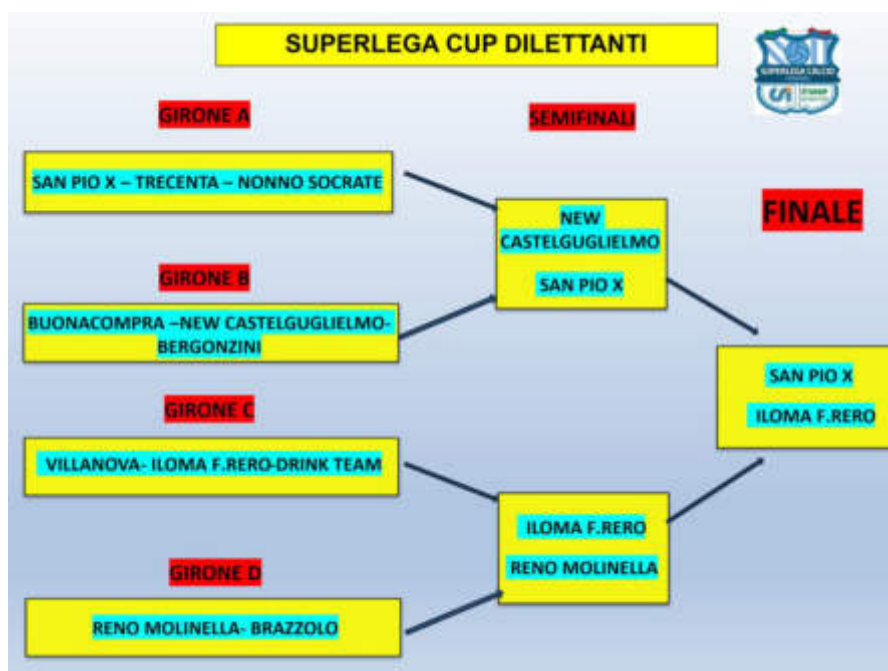 SUPERLEGA CUP DILETTANTI
SUPERLEGA CALCIO
GIRONE A
SEMIFINALI
SAN PIO X – TRECENTA – NONNO SOCRATE
NEW
CASTELGUGLIELMO
SAN PIO X
FINALE
GIRONE B
BUONACOMPRA –NEW CASTELGUGLIELMO-
BERGONZINI
SAN PIO X
ILOMA F.RERO
GIRONE C
VILLANOVA- ILOMA F.RERO-DRINK TEAM
ILOMA F.RERO
RENO MOLINELLA
GIRONE D
RENO MOLINELLA- BRAZZOLO